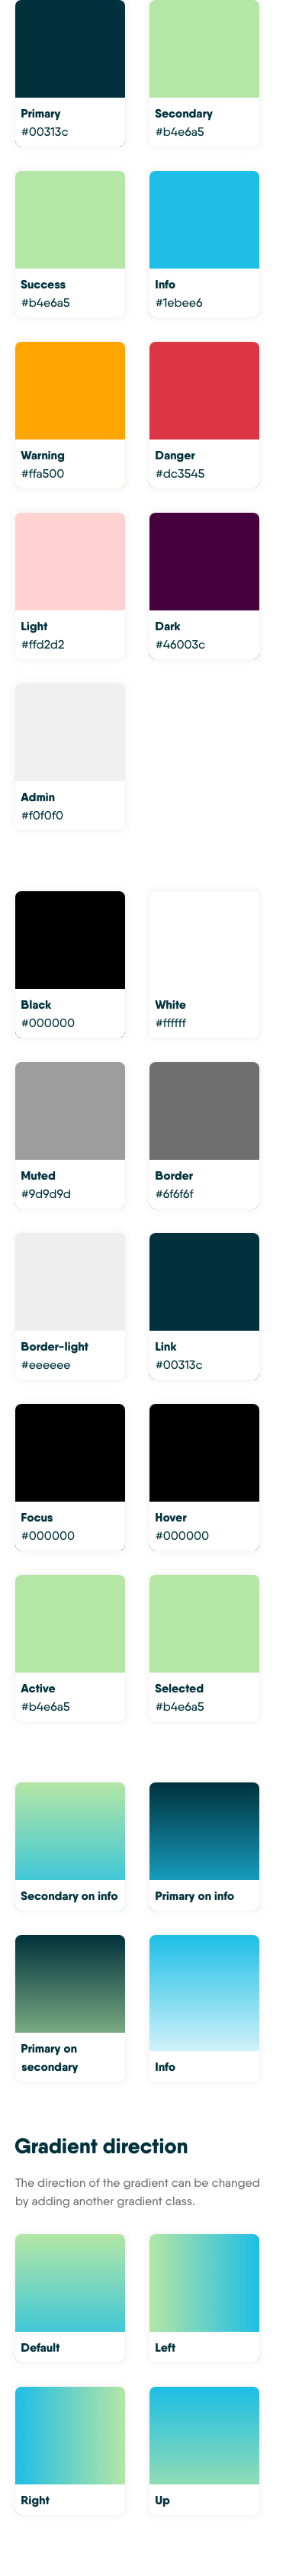 Primary
#00313c
Secondary
#b4e6a5
Success
#b4e6a5
Info
#1ebee6
Warning
#ffa500
Danger
#dc3545
Light
#ffd2d2
Dark
#46003c
Admin
#f0f0f0
Black
#000000
White
#ffffff
Muted
#9d9d9d
Border
#6f6f6f
Border-light
#eeeeee
Link
#00313c
Focus
#000000
Hover
#000000
Active
#b4e6a5
Selected
#b4e6a5
Secondary on info
Primary on info
Primary on
secondary
Info
Gradient direction
The direction of the gradient can be changed
by adding another gradient class.
Default
Left
Right
Up